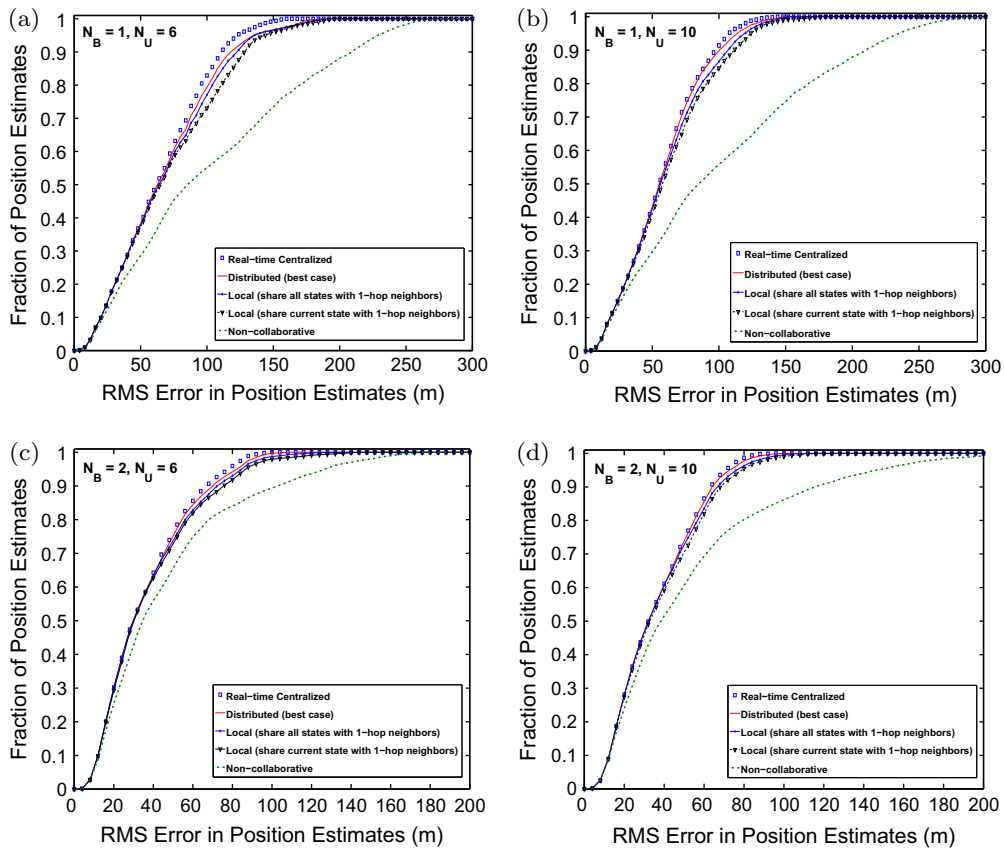 (a)
N_B = 1, N_U = 6
1
0.9
0.8
0.7
0.6
0.5
0.4
0.3
0.2
0.1
0
Fraction of Position Estimates
Real-time Centralized
Distributed (best case)
Local (share all states with 1-hop neighbors)
Local (share current state with 1-hop neighbors)
Non-collaborative
0 50 100 150 200 250 300
RMS Error in Position Estimates (m)
(b)
N_B = 1, N_U = 10
1
0.9
0.8
0.7
0.6
0.5
0.4
0.3
0.2
0.1
0
Fraction of Position Estimates
Real-time Centralized
Distributed (best case)
Local (share all states with 1-hop neighbors)
Local (share current state with 1-hop neighbors)
Non-collaborative
0 50 100 150 200 250 300
RMS Error in Position Estimates (m)
(c)
N_B = 2, N_U = 6
1
0.9
0.8
0.7
0.6
0.5
0.4
0.3
0.2
0.1
0
Fraction of Position Estimates
Real-time Centralized
Distributed (best case)
Local (share all states with 1-hop neighbors)
Local (share current state with 1-hop neighbors)
Non-collaborative
0 20 40 60 80 100 120 140 160 180 200
RMS Error in Position Estimates (m)
(d)
N_B = 2, N_U = 10
1
0.9
0.8
0.7
0.6
0.5
0.4
0.3
0.2
0.1
0
Fraction of Position Estimates
Real-time Centralized
Distributed (best case)
Local (share all states with 1-hop neighbors)
Local (share current state with 1-hop neighbors)
Non-collaborative
0 20 40 60 80 100 120 140 160 180 200
RMS Error in Position Estimates (m)